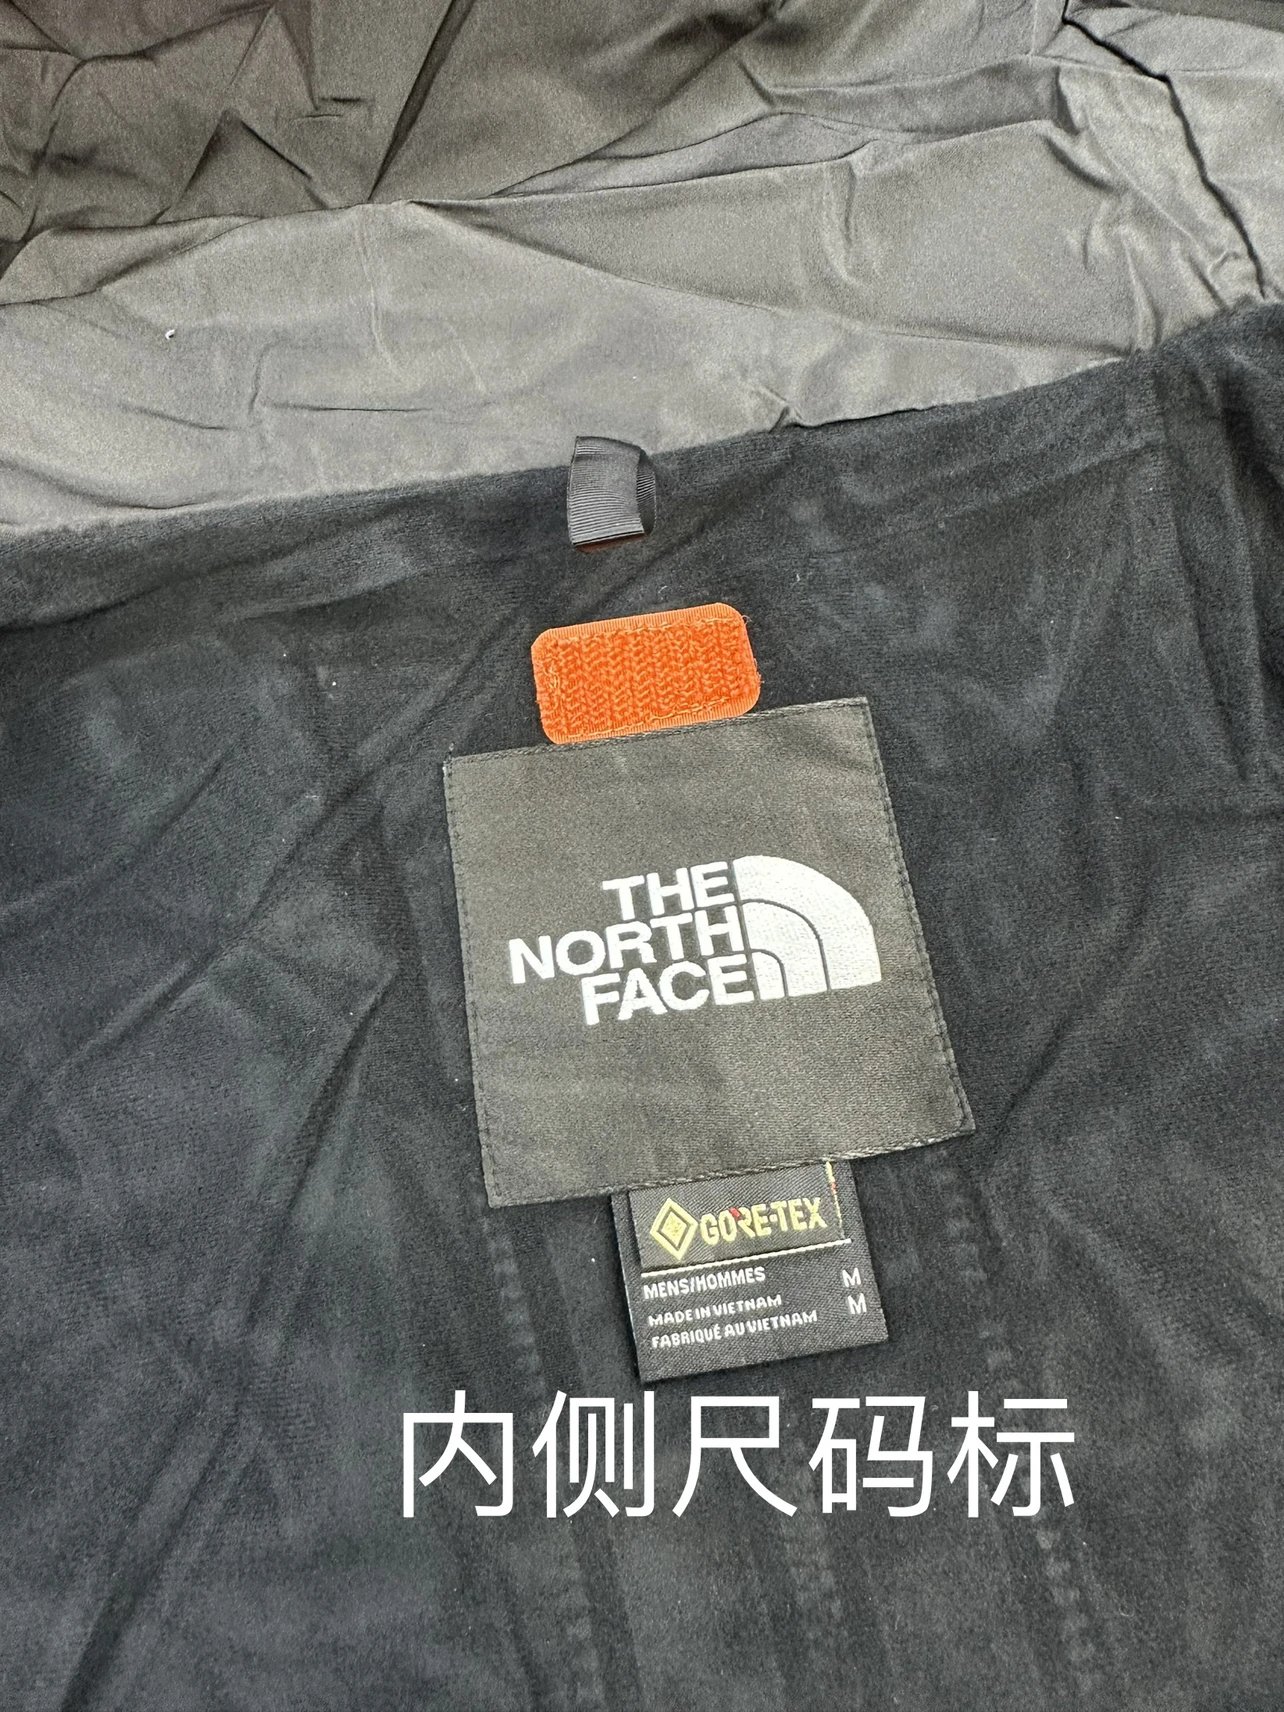 THE
NORTH
FACE
GORE-TEX
MENS/HOMMES M
MADE IN VIETNAM M
FABRIQUÉ AU VIETNAM
内侧尺码标